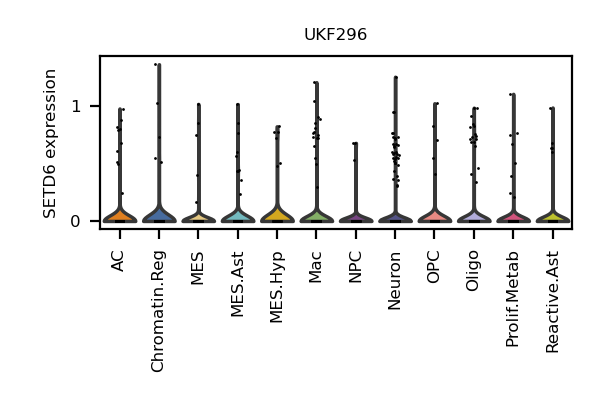 UKF296
SETD6 expression
1
0
AC
Chromatin.Reg
MES
MES.Ast
MES.Hyp
Mac
NPC
Neuron
OPC
Oligo
Prolif.Metab
Reactive.Ast